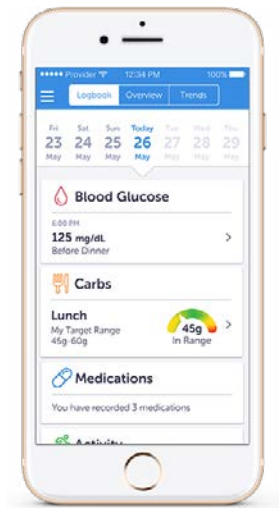 Provider 12:34 PM 100%
Logbook Overview Trends
Fri Sat Sun Today Tue Wed Thu
23 24 25 26 27 28 29
May May May May May May May
Blood Glucose
6:00 PM
125 mg/dL
Before Dinner
Carbs
Lunch
My Target Range
45g-60g
45g
In Range
Medications
You have recorded 3 medications
Activity